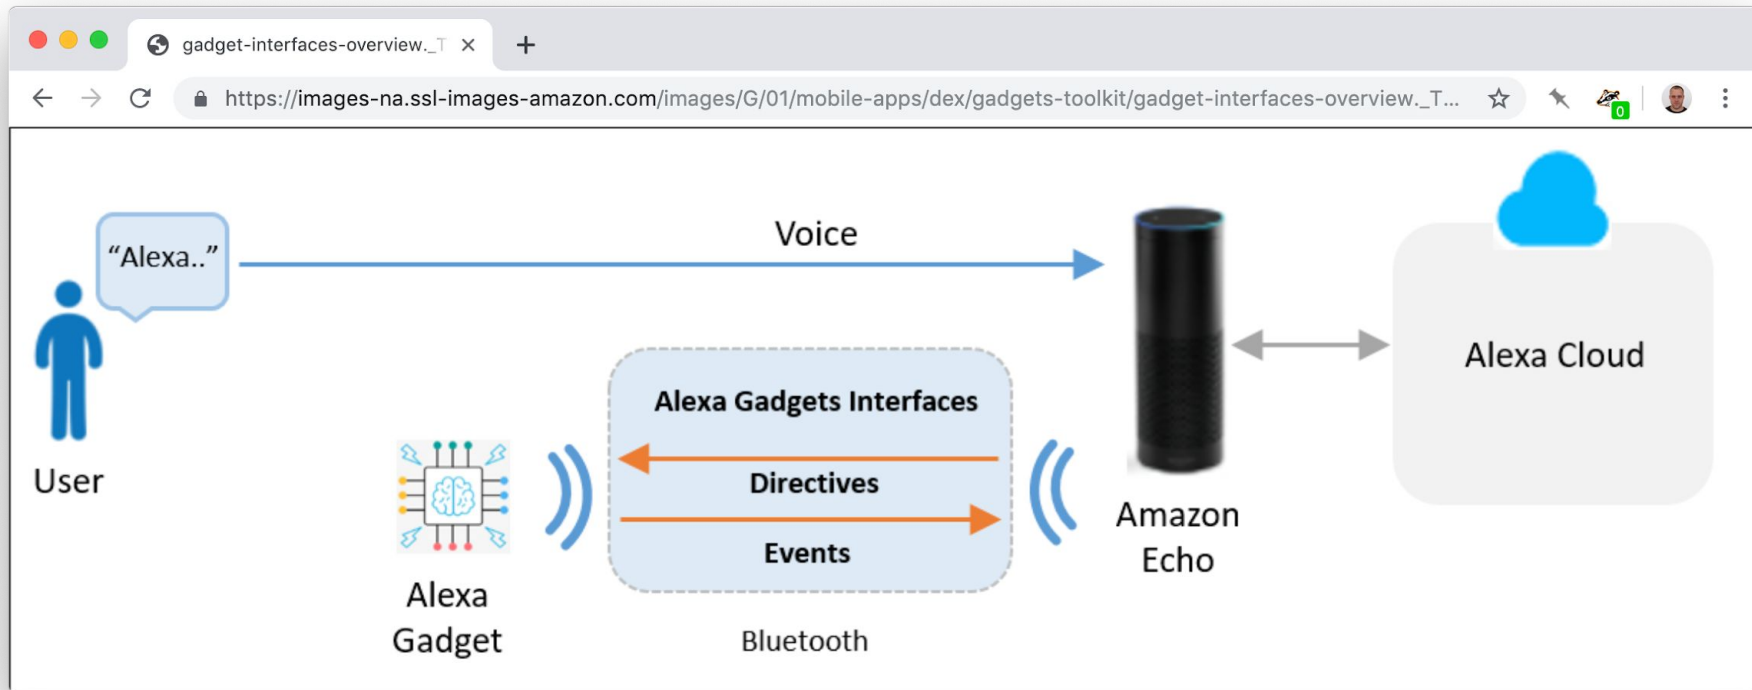 gadget-interfaces-overview._T
https://images-na.ssl-images-amazon.com/images/G/01/mobile-apps/dex/gadgets-toolkit/gadget-interfaces-overview._T...
0
“Alexa..”
Voice
User
Alexa Gadgets Interfaces
Directives
Events
Bluetooth
Alexa
Gadget
Amazon
Echo
Alexa Cloud